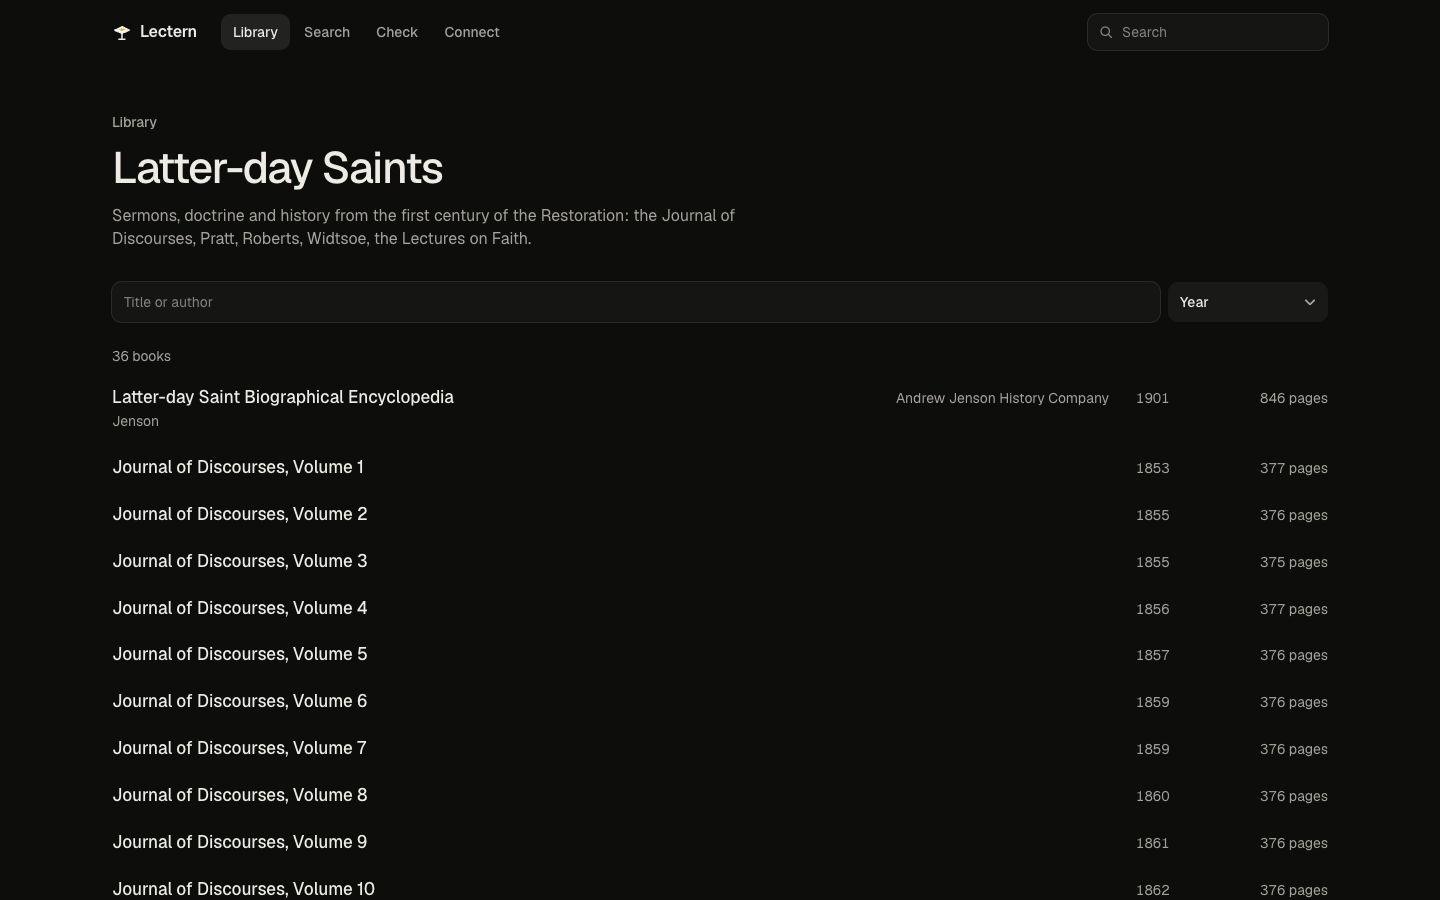 Lectern
Library
Search
Check
Connect
Search
Library
Latter-day Saints
Sermons, doctrine and history from the first century of the Restoration: the Journal of
Discourses, Pratt, Roberts, Widtsoe, the Lectures on Faith.
Title or author
Year
36 books
Latter-day Saint Biographical Encyclopedia
Andrew Jenson History Company 1901 846 pages
Jenson
Journal of Discourses, Volume 1 1853 377 pages
Journal of Discourses, Volume 2 1855 376 pages
Journal of Discourses, Volume 3 1855 375 pages
Journal of Discourses, Volume 4 1856 377 pages
Journal of Discourses, Volume 5 1857 376 pages
Journal of Discourses, Volume 6 1859 376 pages
Journal of Discourses, Volume 7 1859 376 pages
Journal of Discourses, Volume 8 1860 376 pages
Journal of Discourses, Volume 9 1861 376 pages
Journal of Discourses, Volume 10 1862 376 pages